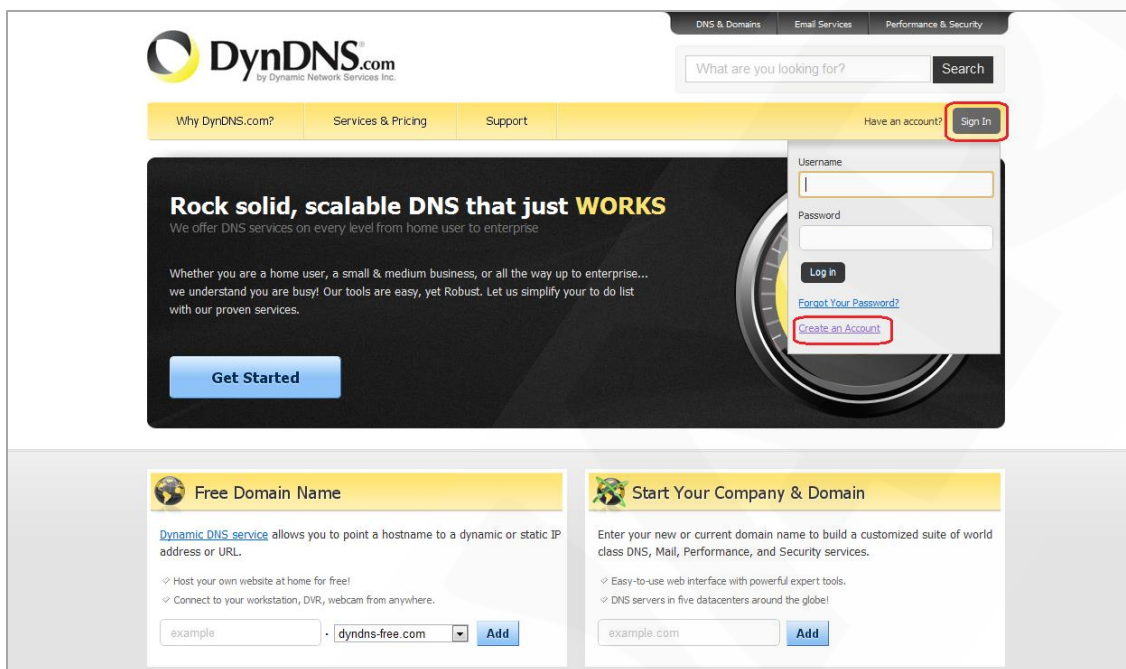 DNS & Domains Email Services Performance & Security
DynDNS.com
by Dynamic Network Services Inc.
What are you looking for? Search
Why DynDNS.com? Services & Pricing Support Have an account? Sign In
Username
Password
Log in
Forgot Your Password?
Create an Account
Rock solid, scalable DNS that just WORKS
We offer DNS services on every level from home user to enterprise
Whether you are a home user, a small & medium business, or all the way up to enterprise...
we understand you are busy! Our tools are easy, yet Robust. Let us simplify your to do list
with our proven services.
Get Started
Free Domain Name
Dynamic DNS service allows you to point a hostname to a dynamic or static IP
address or URL.
Host your own website at home for free!
Connect to your workstation, DVR, webcam from anywhere.
example . dyndns-free.com Add
Start Your Company & Domain
Enter your new or current domain name to build a customized suite of world
class DNS, Mail, Performance, and Security services.
Easy-to-use web interface with powerful expert tools.
DNS servers in five datacenters around the globe!
example.com Add